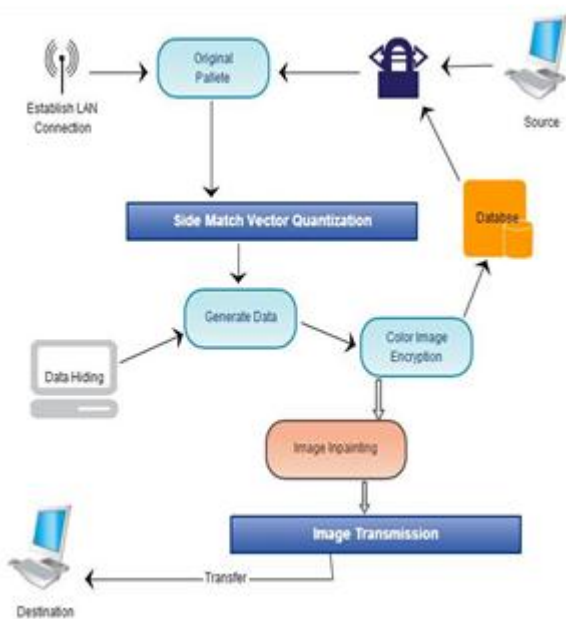 Original
Pallete
Establish LAN
Connection
Source
Side Match Vector Quantization
Databse
Generate Data
Color Image
Encryption
Data Hiding
Image Inpainting
Image Transmission
Transfer
Destination